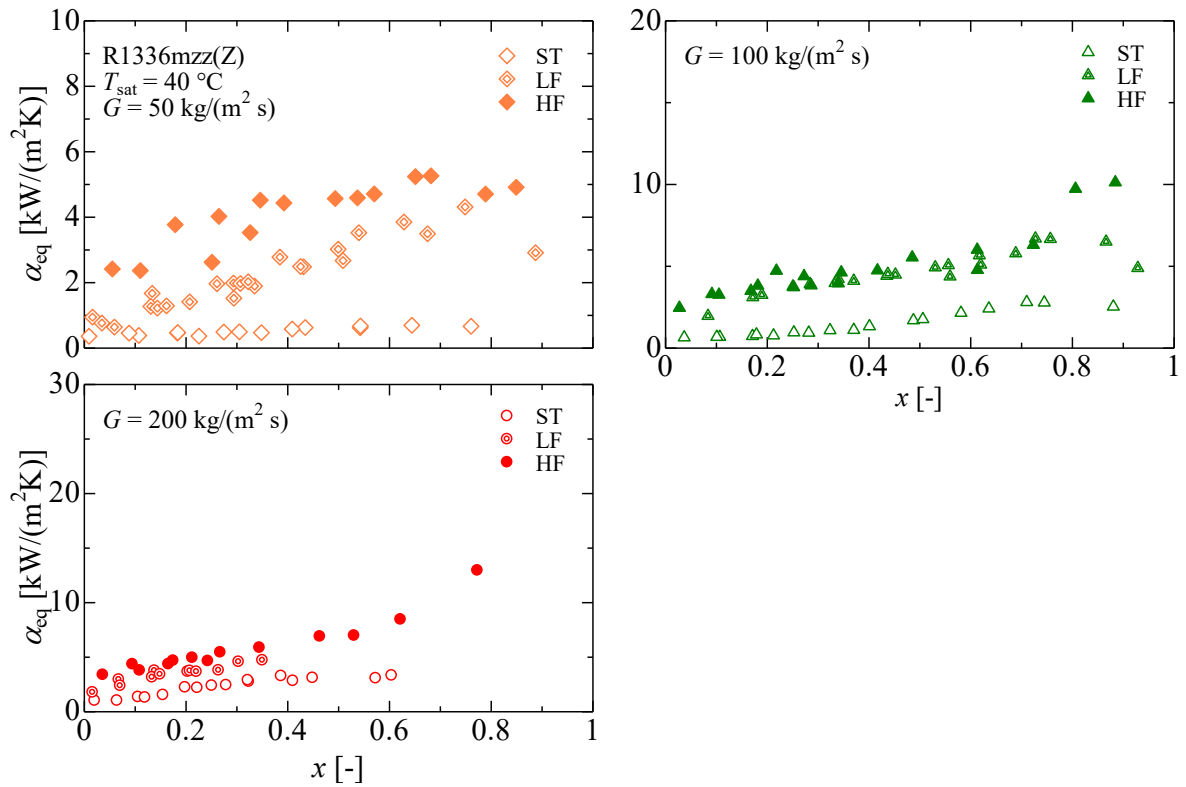 10
8
6
4
2
0
α_eq [kW/(m²K)]
R1336mzz(Z)
T_sat = 40 °C
G = 50 kg/(m² s)
ST
LF
HF
20
10
0
G = 100 kg/(m² s)
ST
LF
HF
0 0.2 0.4 0.6 0.8 1
x [-]
30
20
10
0
α_eq [kW/(m²K)]
G = 200 kg/(m² s)
ST
LF
HF
0 0.2 0.4 0.6 0.8 1
x [-]